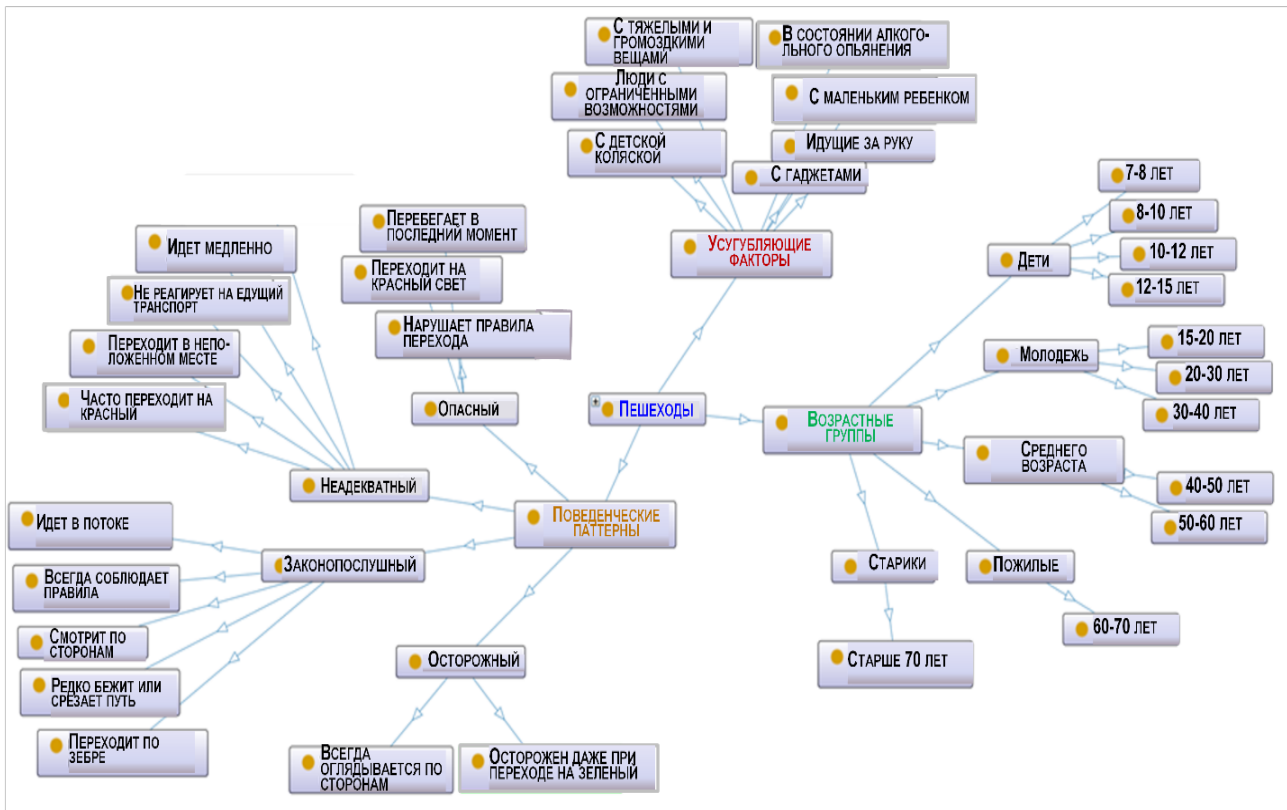 С ТЯЖЕЛЫМИ И
ГРОМОЗДКИМИ
ВЕЩАМИ
В СОСТОЯНИИ АЛКОГО-
ЛЬНОГО ОПЬЯНЕНИЯ
ЛЮДИ С
ОГРАНИЧЕННЫМИ
ВОЗМОЖНОСТЯМИ
С МАЛЕНЬКИМ РЕБЕНКОМ
С ДЕТСКОЙ
КОЛЯСКОЙ
ИДУЩИЕ ЗА РУКУ
С ГАДЖЕТАМИ
УСУГУБЛЯЮЩИЕ
ФАКТОРЫ
7-8 ЛЕТ
8-10 ЛЕТ
10-12 ЛЕТ
12-15 ЛЕТ
ДЕТИ
15-20 ЛЕТ
20-30 ЛЕТ
30-40 ЛЕТ
МОЛОДЕЖЬ
ПЕРЕБЕГАЕТ В
ПОСЛЕДНИЙ МОМЕНТ
ПЕРЕХОДИТ НА
КРАСНЫЙ СВЕТ
НАРУШАЕТ ПРАВИЛА
ПЕРЕХОДА
ОПАСНЫЙ
ИДЕТ МЕДЛЕННО
НЕ РЕАГИРУЕТ НА ЕДУЩИЙ
ТРАНСПОРТ
ПЕРЕХОДИТ В НЕПО-
ЛОЖЕННОМ МЕСТЕ
ЧАСТО ПЕРЕХОДИТ НА
КРАСНЫЙ
НЕАДЕКВАТНЫЙ
ПЕШЕХОДЫ
ВОЗРАСТНЫЕ
ГРУППЫ
СРЕДНЕГО
ВОЗРАСТА
40-50 ЛЕТ
50-60 ЛЕТ
ПОВЕДЕНЧЕСКИЕ
ПАТТЕРНЫ
ИДЕТ В ПОТОКЕ
ЗАКОНОПОСЛУШНЫЙ
ВСЕГДА СОБЛЮДАЕТ
ПРАВИЛА
СМОТРИТ ПО
СТОРОНАМ
РЕДКО БЕЖИТ ИЛИ
СРЕЗАЕТ ПУТЬ
ПЕРЕХОДИТ ПО
ЗЕБРЕ
СТАРИКИ
ПОЖИЛЫЕ
60-70 ЛЕТ
СТАРШЕ 70 ЛЕТ
ОСТОРОЖНЫЙ
ВСЕГДА
ОГЛЯДЫВАЕТСЯ ПО
СТОРОНАМ
ОСТОРОЖЕН ДАЖЕ ПРИ
ПЕРЕХОДЕ НА ЗЕЛЕНЫЙ